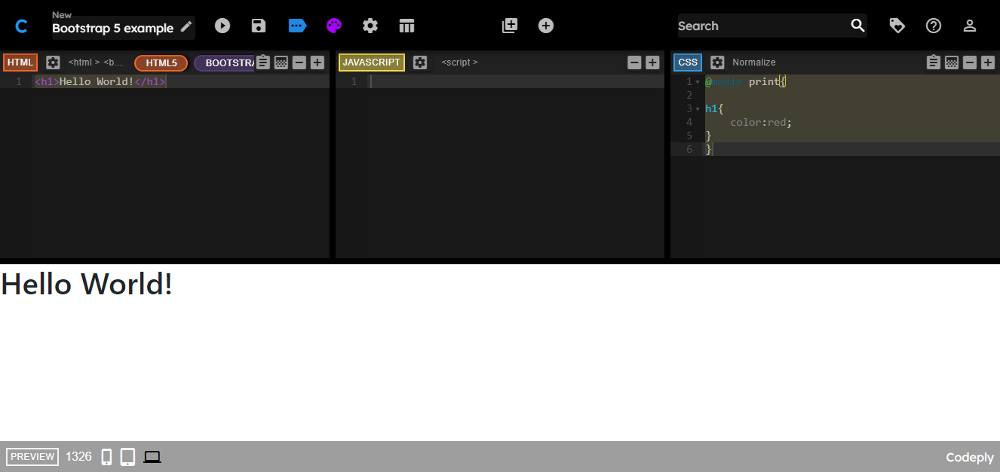 New
Bootstrap 5 example
Search
HTML <html > <b... HTML5 BOOTSTRA
1 <h1>Hello World!</h1>
JAVASCRIPT <script >
1
CSS Normalize
1 @media print{
2
3 h1{
4 color:red;
5 }
6 }
Hello World!
PREVIEW 1326
Codeply